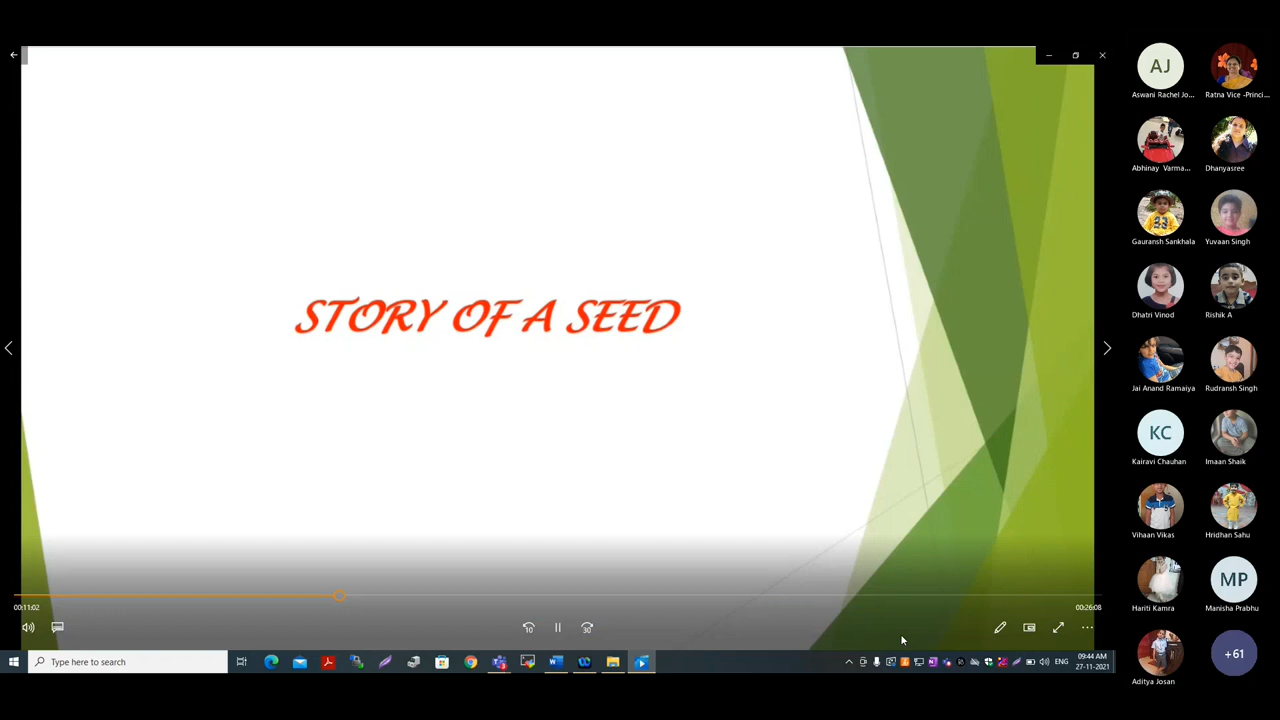 STORY OF A SEED
00:11:02
00:26:08
10
30
Type here to search
ENG
09:44 AM
27-11-2021
AJ
Aswani Rachel Jo...
Ratna Vice -Princi...
Abhinay Varma...
Dhanyasree
Gauransh Sankhala
Yuvaan Singh
Dhatri Vinod
Rishik A
Jai Anand Ramaiya
Rudransh Singh
KC
Kairavi Chauhan
Imaan Shaik
Vihaan Vikas
Hridhan Sahu
MP
Hariti Kamra
Manisha Prabhu
+61
Aditya Josan